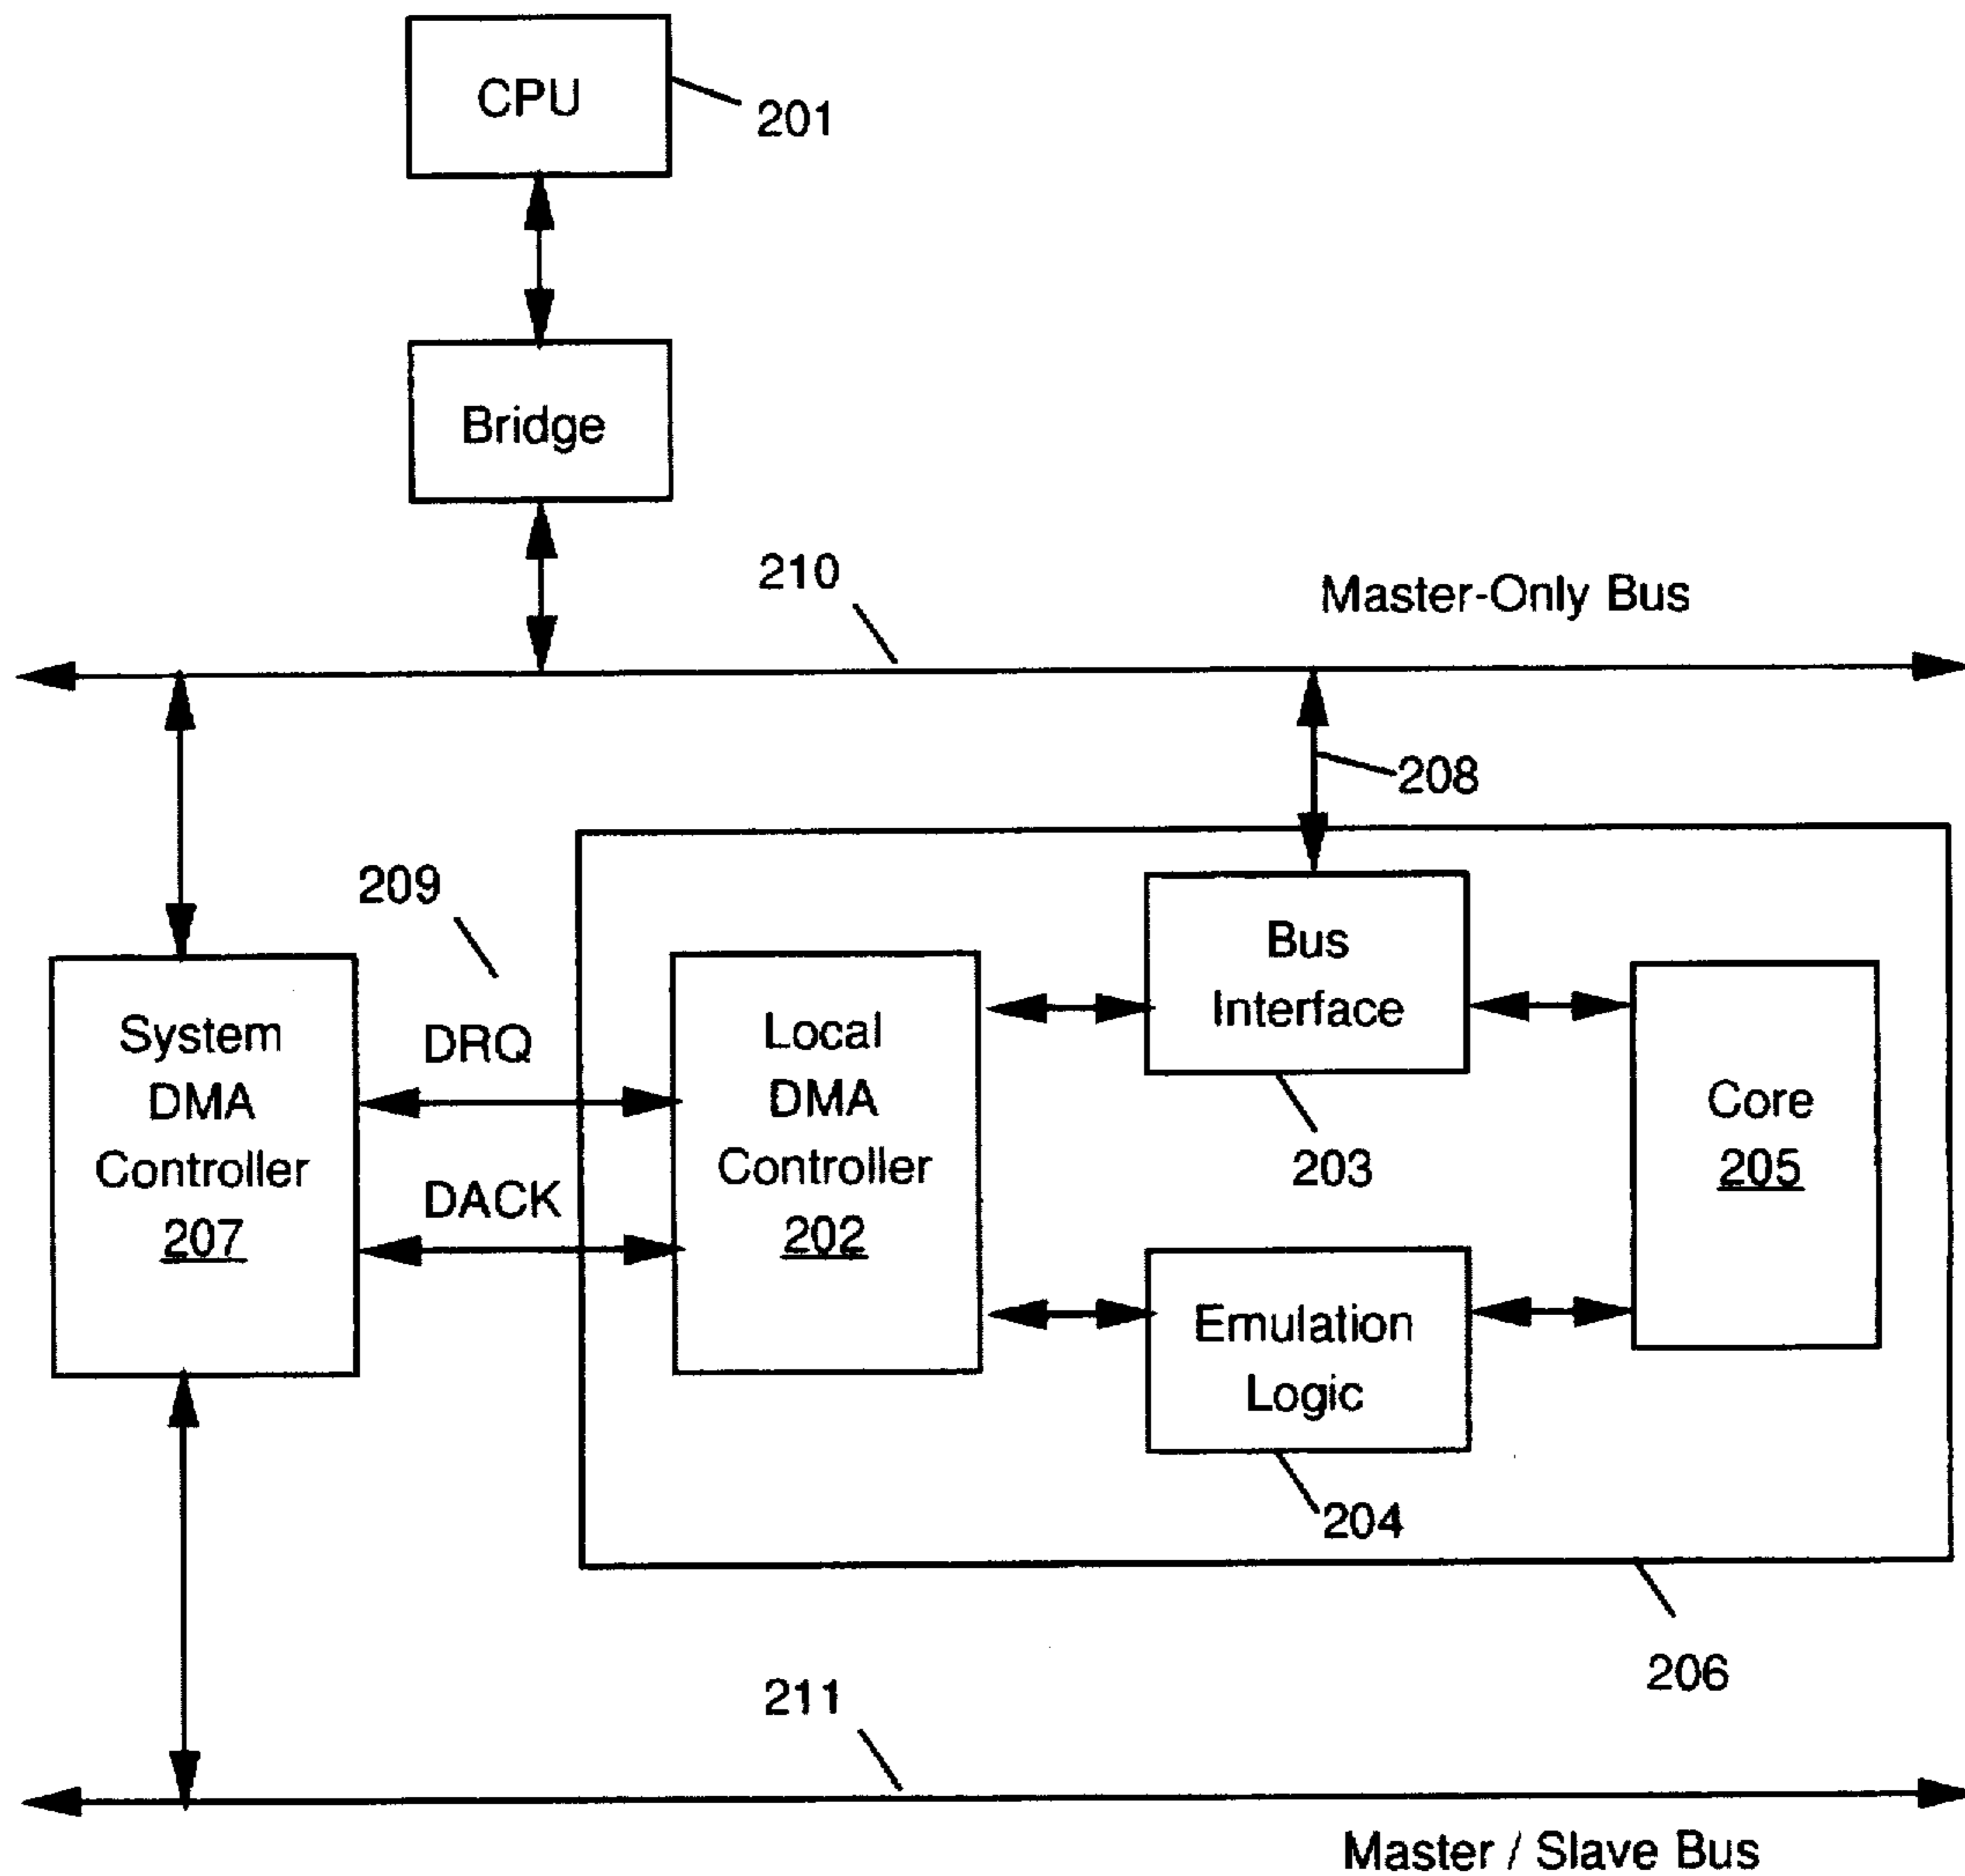 CPU
201
Bridge
210
Master-Only Bus
208
209
System
DMA
Controller
207
DRQ
DACK
Local
DMA
Controller
202
Bus
Interface
203
Core
205
Emulation
Logic
204
206
211
Master / Slave Bus